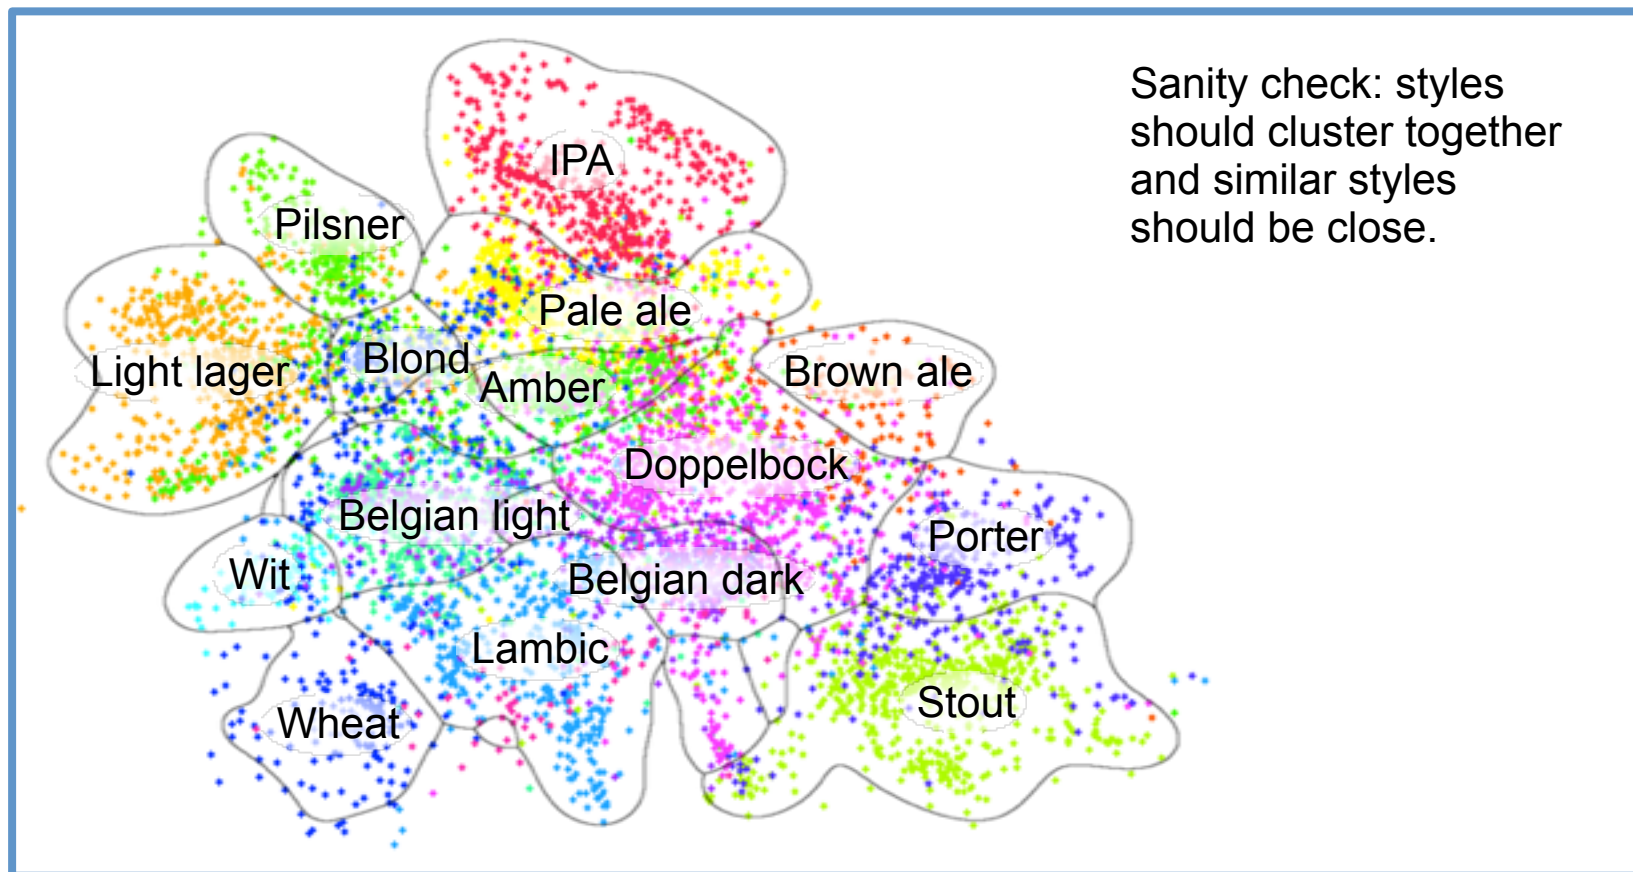 Sanity check: styles
should cluster together
and similar styles
should be close.
IPA
Pilsner
Pale ale
Light lager
Blond
Amber
Brown ale
Doppelbock
Belgian light
Porter
Wit
Belgian dark
Lambic
Stout
Wheat